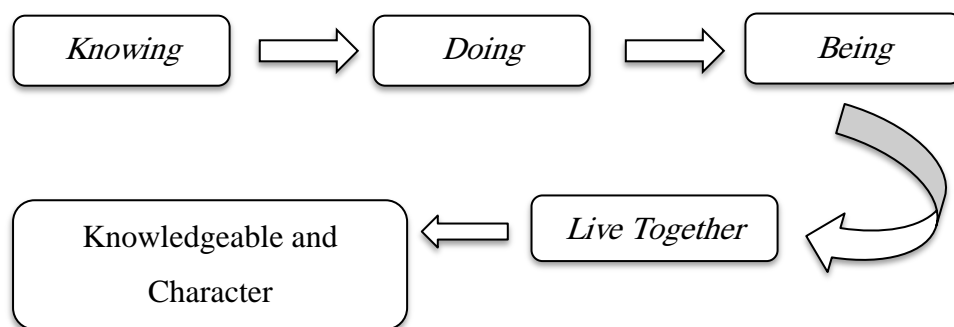 Knowing
Doing
Being
Live Together
Knowledgeable and
Character